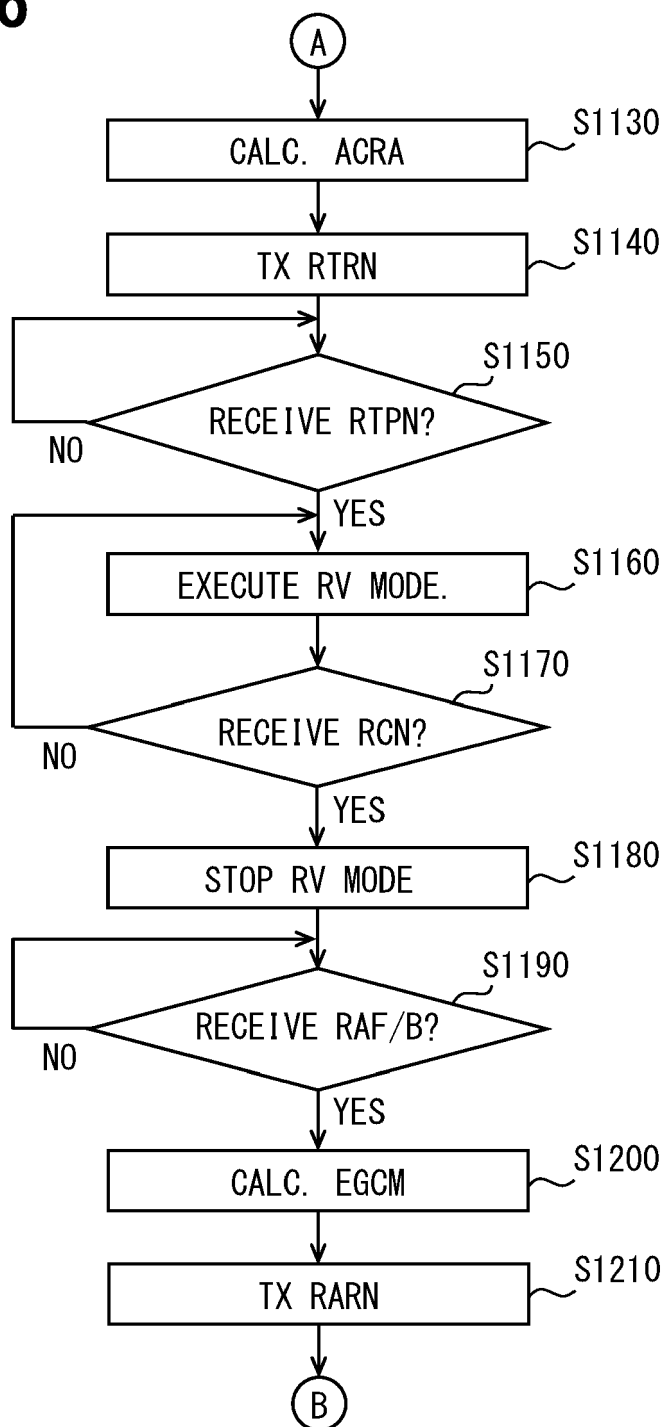 6
A
S1130
CALC. ACRA
S1140
TX RTRN
S1150
RECEIVE RTPN?
NO
YES
S1160
EXECUTE RV MODE.
S1170
RECEIVE RCN?
NO
YES
S1180
STOP RV MODE
S1190
RECEIVE RAF/B?
NO
YES
S1200
CALC. EGCM
S1210
TX RARN
B